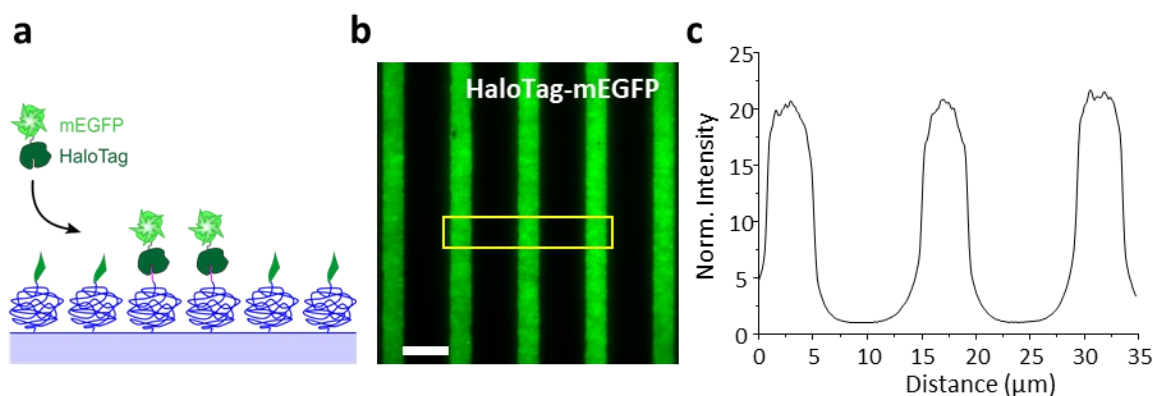 a
mEGFP
HaloTag
b
HaloTag-mEGFP
c
25
20
15
10
5
0
Norm. Intensity
0 5 10 15 20 25 30 35
Distance (µm)